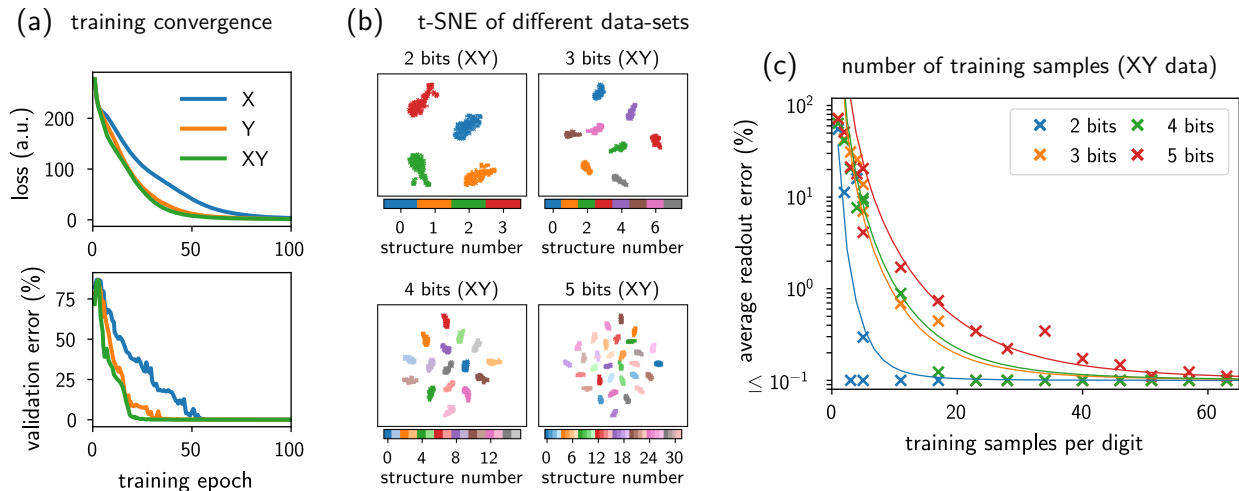 (a) training convergence
loss (a.u.)
200
100
0
X
Y
XY
0 50 100
validation error (%)
75
50
25
0
0 50 100
training epoch
(b) t-SNE of different data-sets
2 bits (XY)
0 1 2 3
structure number
3 bits (XY)
0 2 4 6
structure number
4 bits (XY)
0 4 8 12
structure number
5 bits (XY)
0 6 12 18 24 30
structure number
(c) number of training samples (XY data)
average readout error (%)
10²
10¹
10⁰
≤ 10⁻¹
2 bits
3 bits
4 bits
5 bits
0 20 40 60
training samples per digit